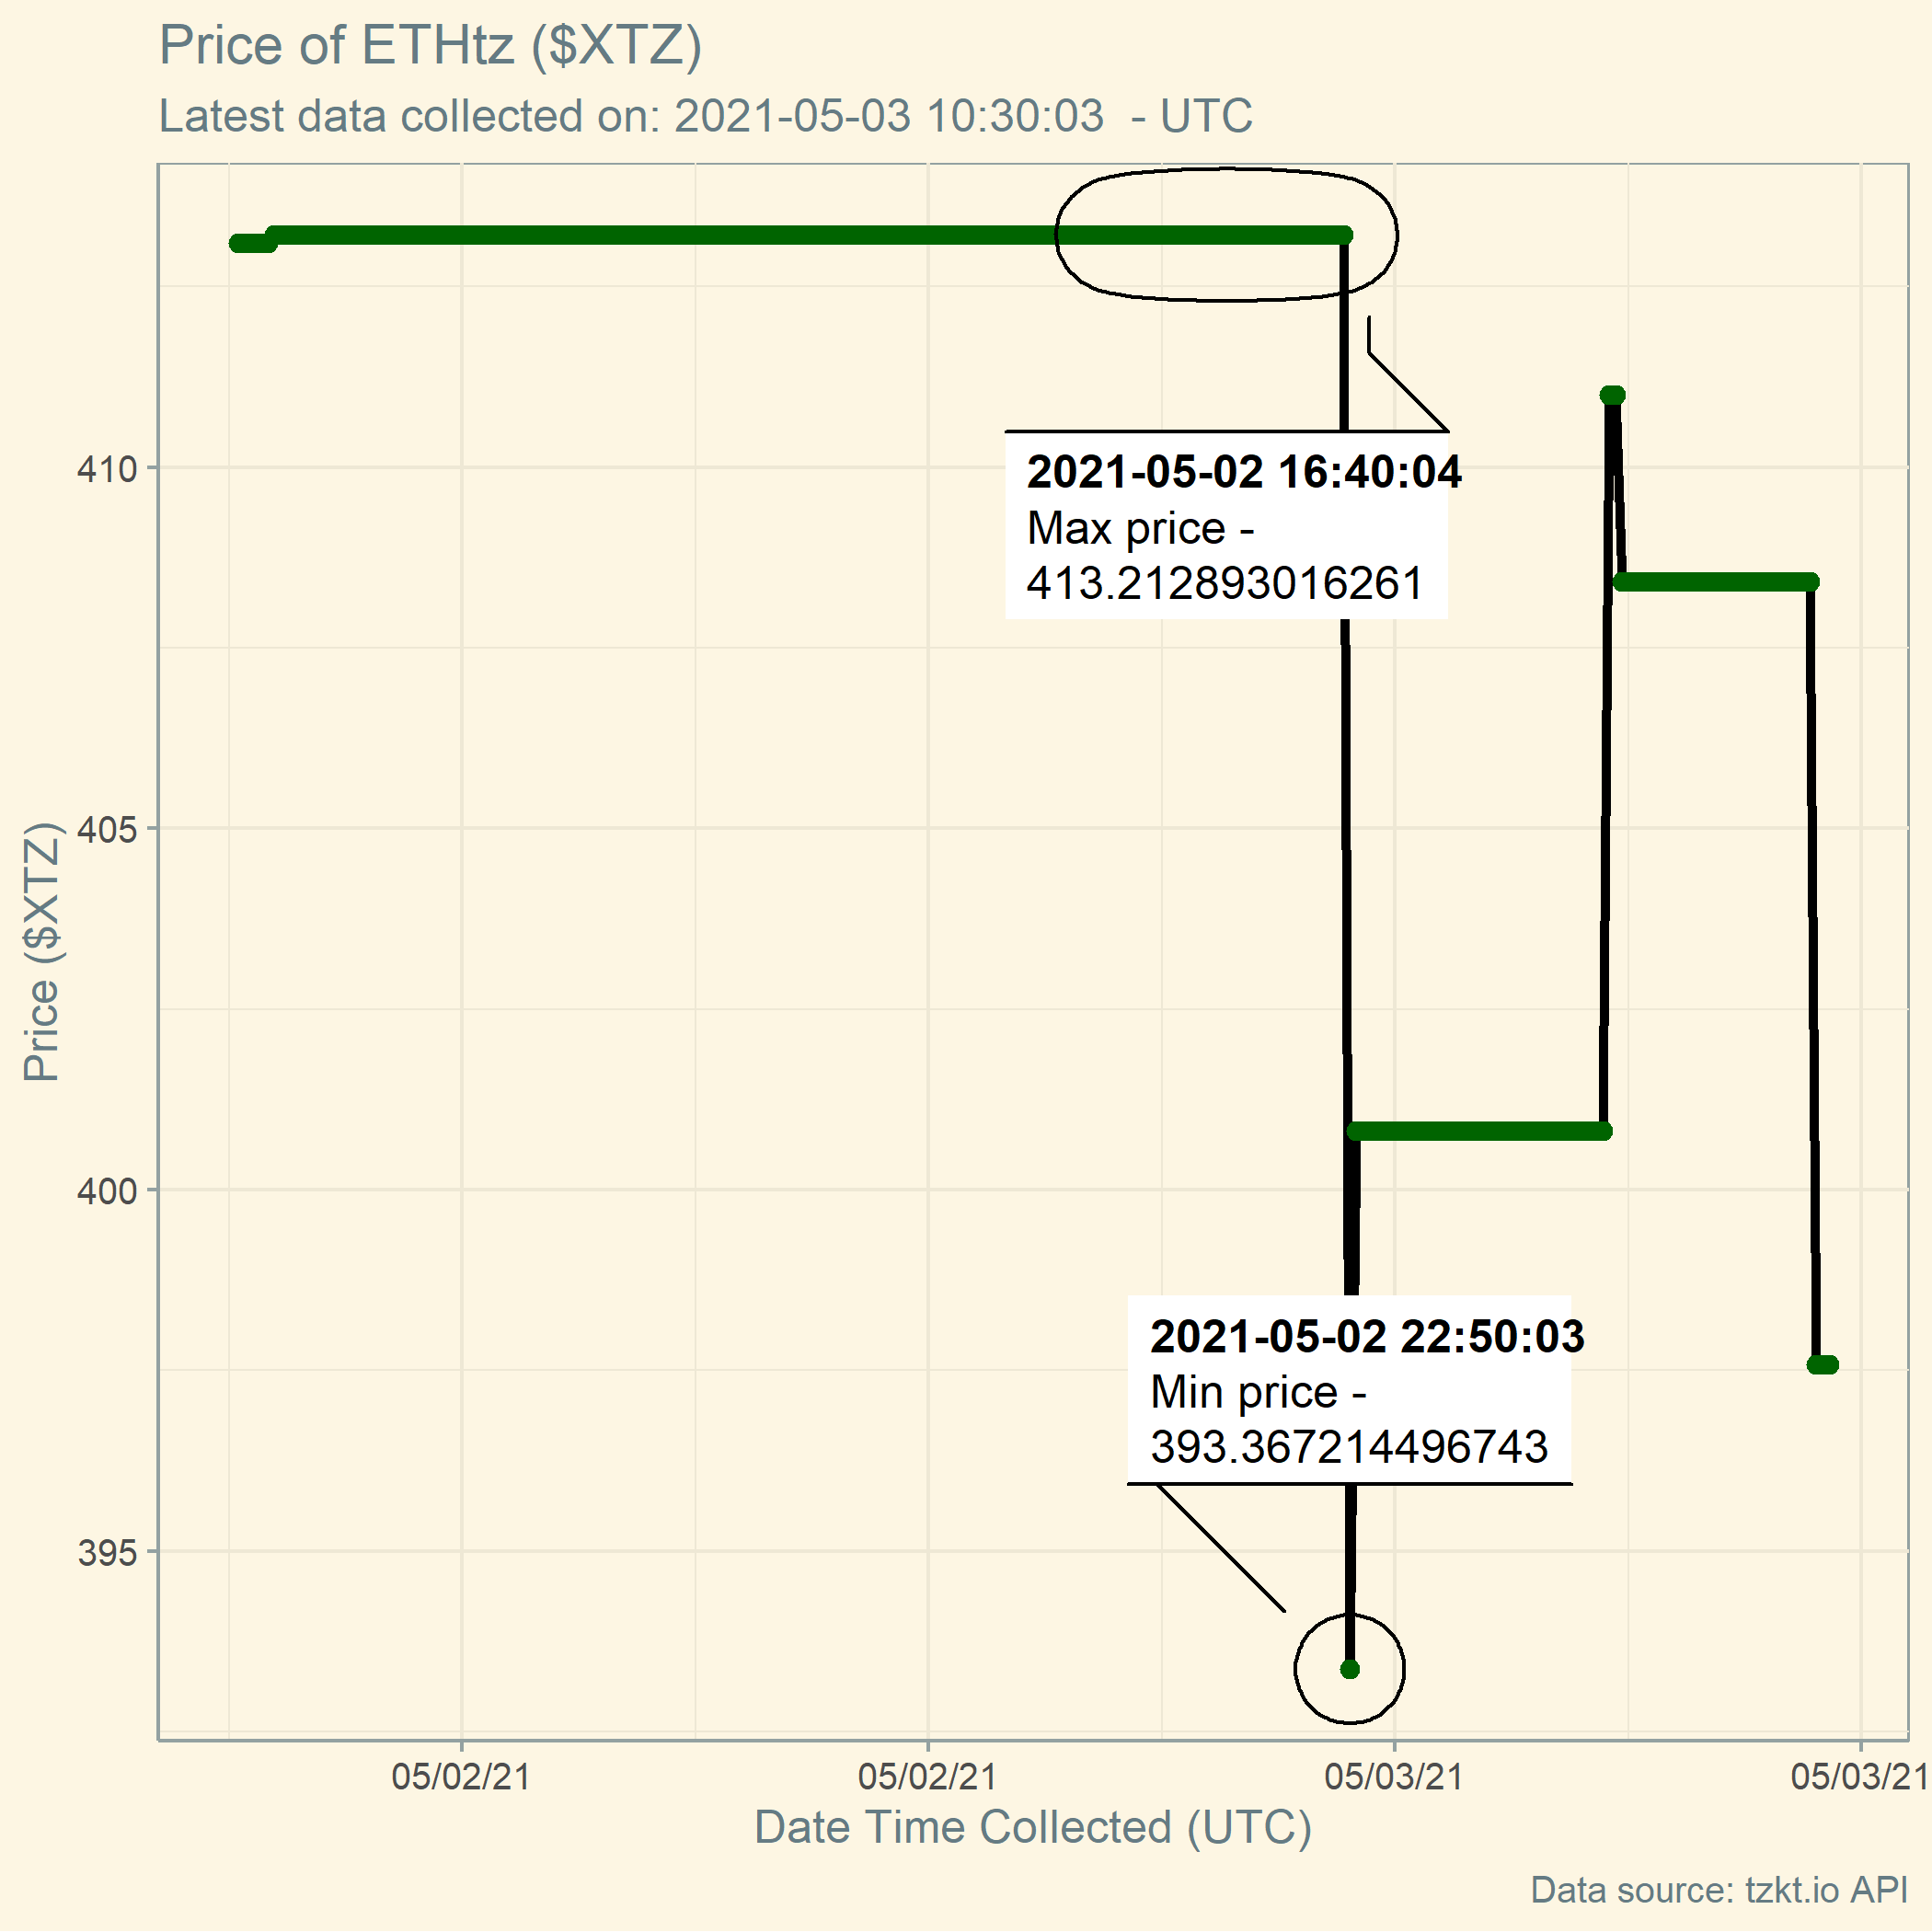 Price of ETHtz ($XTZ)
Latest data collected on: 2021-05-03 10:30:03  - UTC
2021-05-02 16:40:04
Max price -
413.212893016261
2021-05-02 22:50:03
Min price -
393.367214496743
Price ($XTZ)
410
405
400
395
05/02/21
05/02/21
05/03/21
05/03/21
Date Time Collected (UTC)
Data source: tzkt.io API